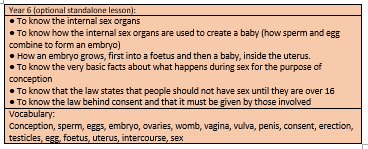 Year 6 (optional standalone lesson):
● To know the internal sex organs
● To know how the internal sex organs are used to create a baby (how sperm and egg
combine to form an embryo)
● How an embryo grows, first into a foetus and then a baby, inside the uterus.
● To know the very basic facts about what happens during sex for the purpose of
conception
● To know that the law states that people should not have sex until they are over 16
● To know the law behind consent and that it must be given by those involved
Vocabulary:
Conception, sperm, eggs, embryo, ovaries, womb, vagina, vulva, penis, consent, erection,
testicles, egg, foetus, uterus, intercourse, sex